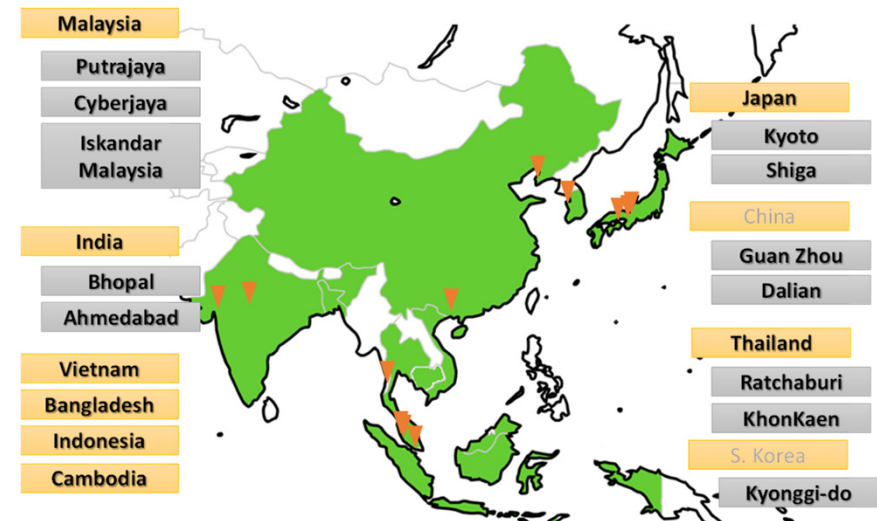 Malaysia
Putrajaya
Cyberjaya
Iskandar
Malaysia
India
Bhopal
Ahmedabad
Vietnam
Bangladesh
Indonesia
Cambodia
Japan
Kyoto
Shiga
China
Guan Zhou
Dalian
Thailand
Ratchaburi
KhonKaen
S. Korea
Kyonggi-do